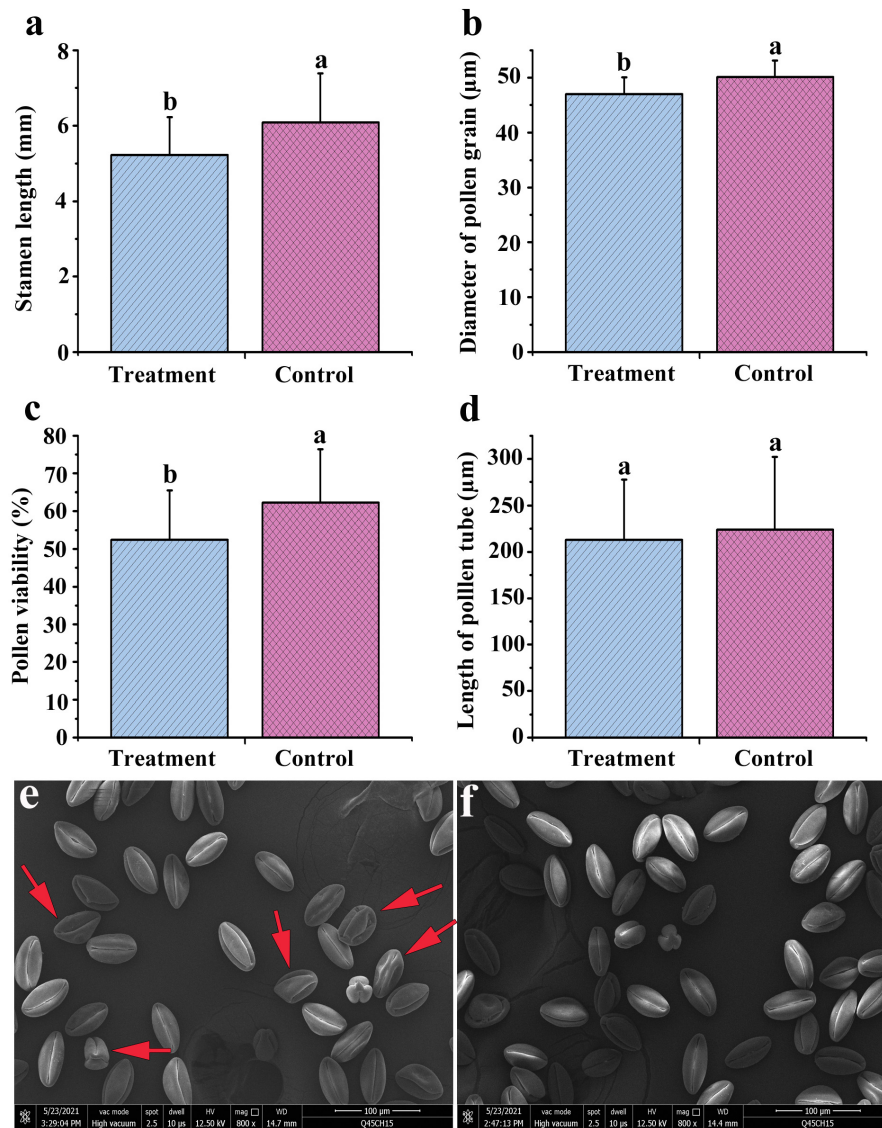 a
Stamen length (mm)
8
6
4
2
0
b
a
Treatment
Control
b
Diameter of pollen grain (μm)
50
40
30
20
10
0
b
a
Treatment
Control
c
Pollen viability (%)
80
70
60
50
40
30
20
10
0
b
a
Treatment
Control
d
Length of polllen tube (μm)
300
250
200
150
100
50
0
a
a
Treatment
Control
e
5/23/2021 vac mode spot dwell HV mag WD 100 μm
3:29:04 PM High vacuum 2.5 10 μs 12.50 kV 800 x 14.7 mm Q45CH15
f
5/23/2021 vac mode spot dwell HV mag WD 100 μm
2:47:13 PM High vacuum 2.5 10 μs 12.50 kV 800 x 14.4 mm Q45CH15